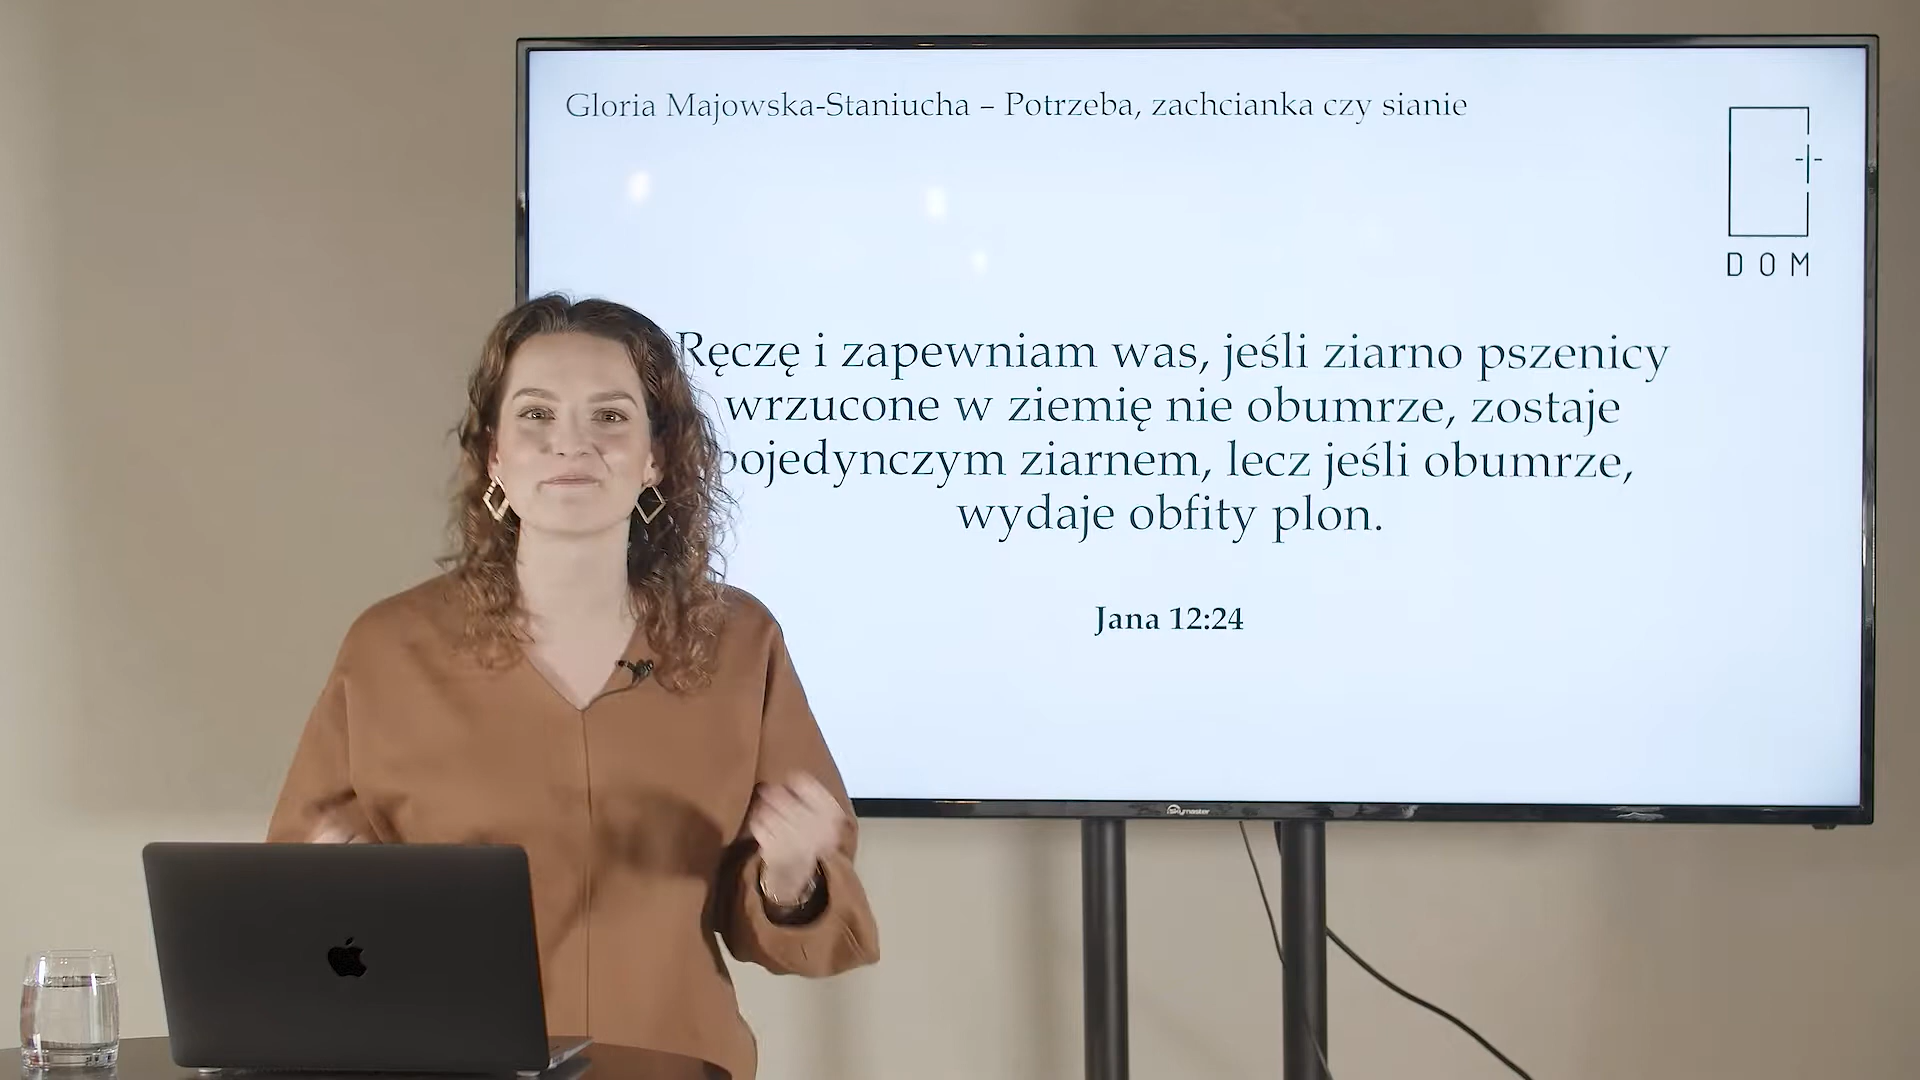 Gloria Majowska-Staniucha – Potrzeba, zachcianka czy sianie
DOM
Ręczę i zapewniam was, jeśli ziarno pszenicy
wrzucone w ziemię nie obumrze, zostaje
pojedynczym ziarnem, lecz jeśli obumrze,
wydaje obfity plon.
Jana 12:24
Skymaster